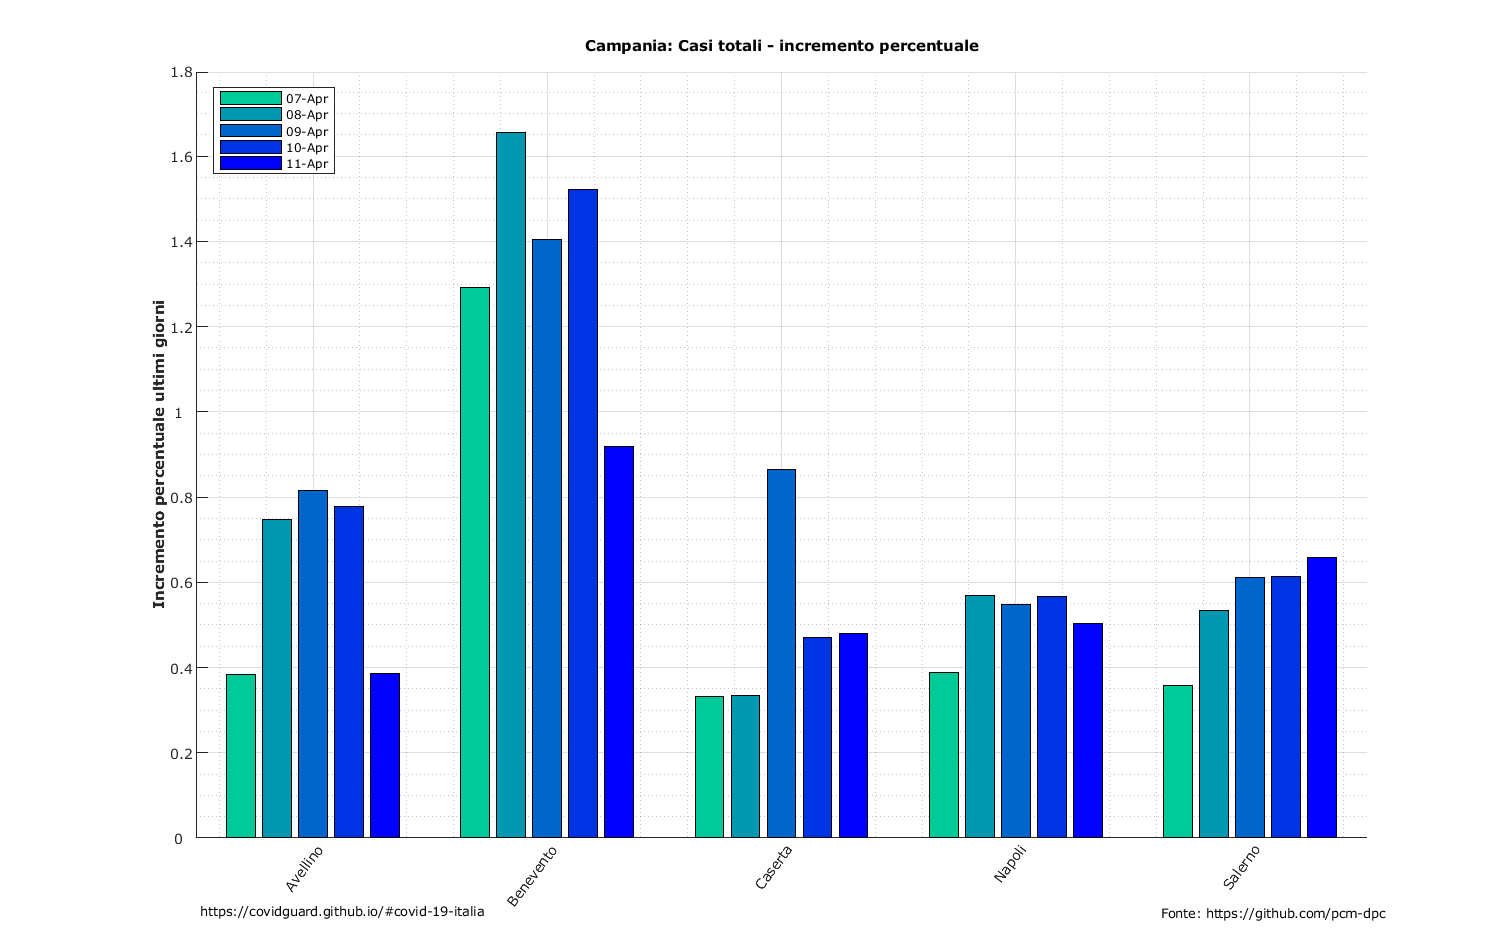 Campania: Casi totali - incremento percentuale
1.8
1.6
1.4
1.2
1
0.8
0.6
0.4
0.2
0
Incremento percentuale ultimi giorni
07-Apr
08-Apr
09-Apr
10-Apr
11-Apr
Avellino
Benevento
Caserta
Napoli
Salerno
https://covidguard.github.io/#covid-19-italia
Fonte: https://github.com/pcm-dpc